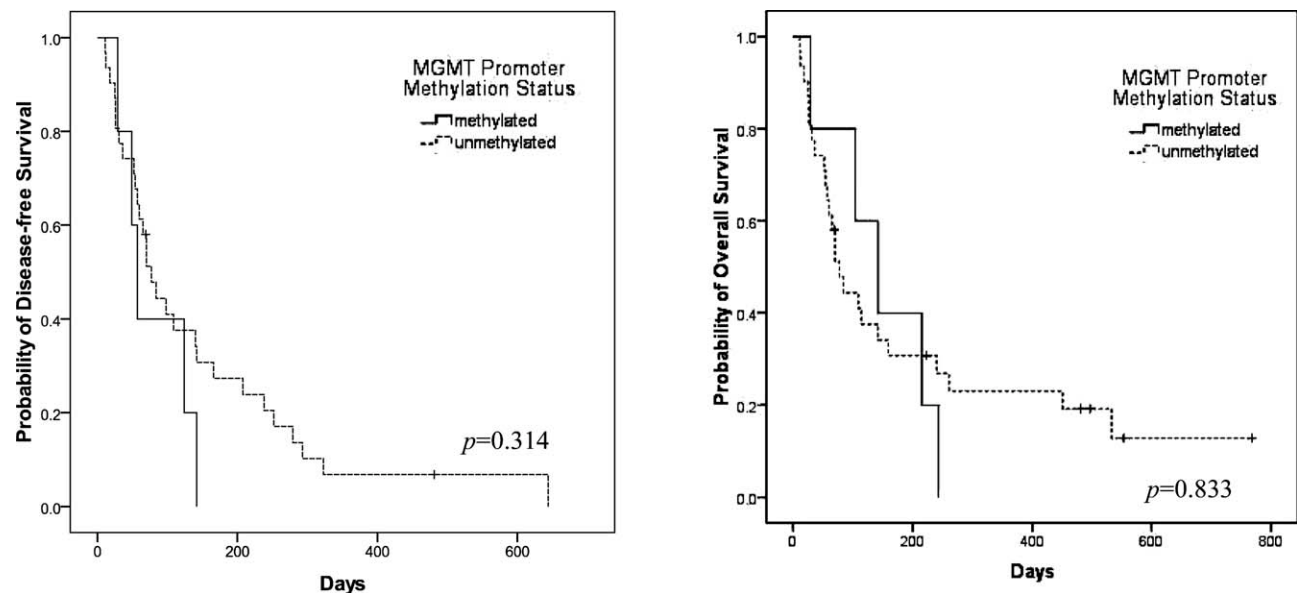 MGMT Promoter
Methylation Status
methylated
unmethylated
Probability of Disease-free Survival
1.0
0.8
0.6
0.4
0.2
0.0
p=0.314
0 200 400 600
Days
MGMT Promoter
Methylation Status
methylated
unmethylated
Probability of Overall Survival
1.0
0.8
0.6
0.4
0.2
0.0
p=0.833
0 200 400 600 800
Days